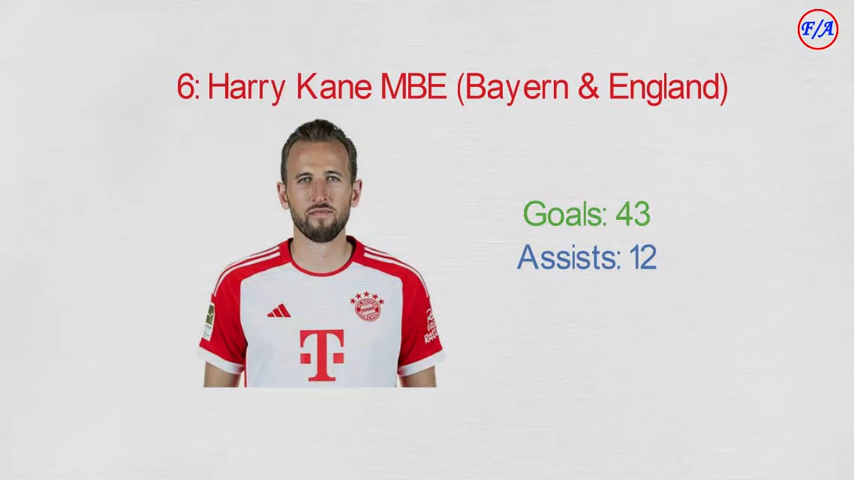 F/A
6: Harry Kane MBE (Bayern & England)
Goals: 43
Assists: 12
T